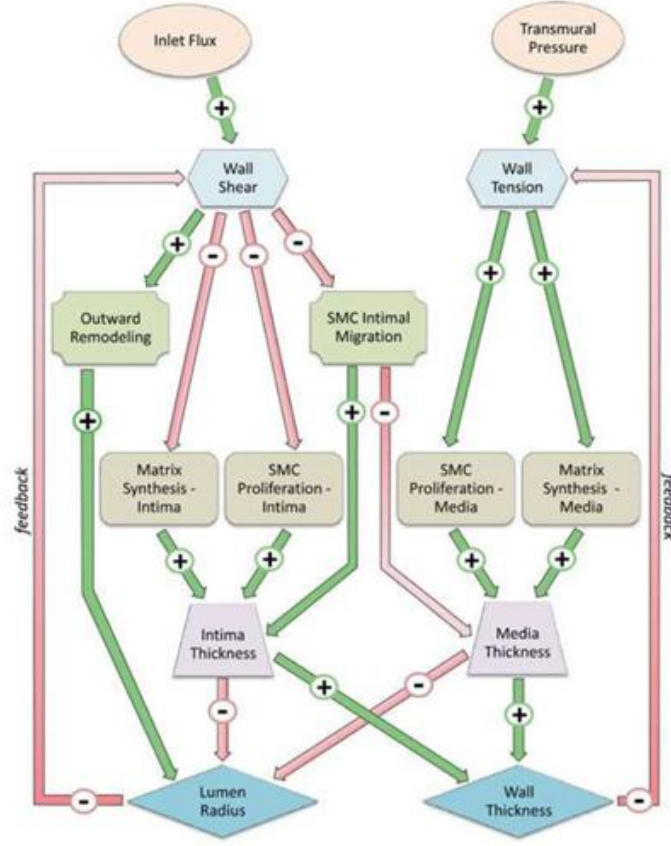 Inlet Flux
Transmural
Pressure
+
+
Wall
Shear
Wall
Tension
+
-
-
-
+
+
Outward
Remodeling
SMC Intimal
Migration
+
+
-
feedback
feedback
Matrix
Synthesis -
Intima
SMC
Proliferation -
Intima
SMC
Proliferation -
Media
Matrix
Synthesis -
Media
+
+
+
+
Intima
Thickness
Media
Thickness
-
+
-
+
Lumen
Radius
Wall
Thickness
-
-